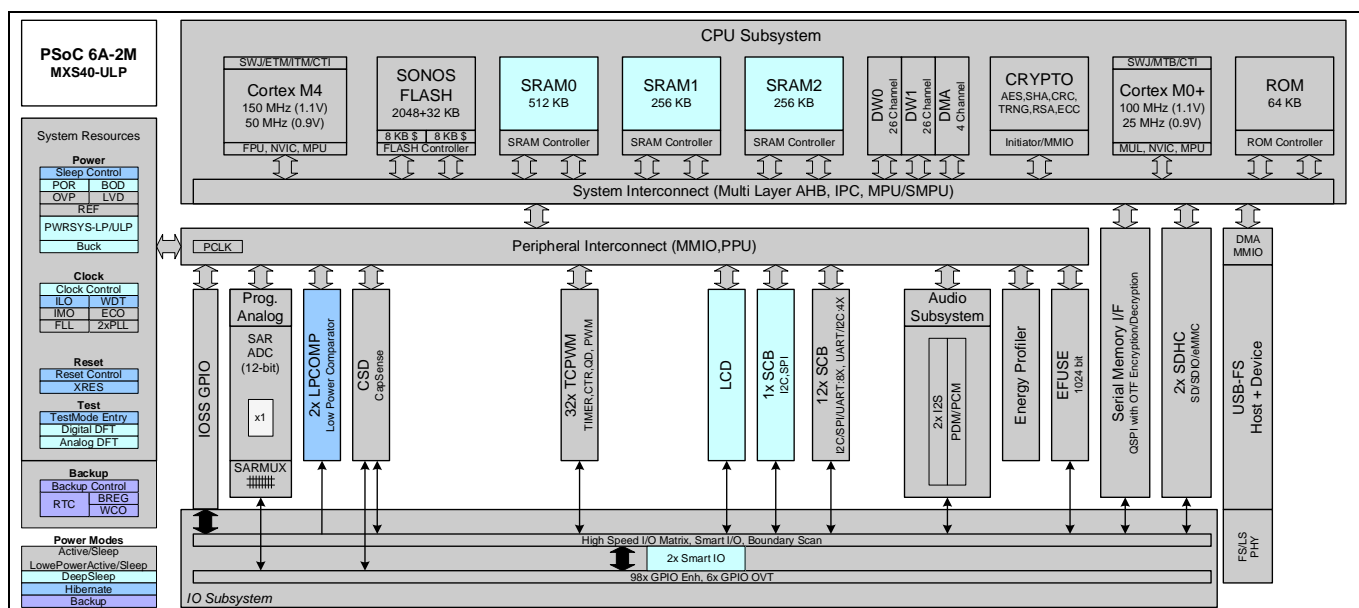 PSoC 6A-2M
MXS40-ULP
System Resources
Power
Sleep Control
POR BOD
OVP LVD
REF
PWRSYS-LP/ULP
Buck
Clock
Clock Control
ILO WDT
IMO ECO
FLL 2xPLL
Reset
Reset Control
XRES
Test
TestMode Entry
Digital DFT
Analog DFT
Backup
Backup Control
RTC
BREG
WCO
Power Modes
Active/Sleep
LowePowerActive/Sleep
DeepSleep
Hibernate
Backup
CPU Subsystem
SWJ/ETM/ITM/CTI
Cortex M4
150 MHz (1.1V)
50 MHz (0.9V)
FPU, NVIC, MPU
SONOS
FLASH
2048+32 KB
8 KB $ 8 KB $
FLASH Controller
SRAM0
512 KB
SRAM Controller
SRAM1
256 KB
SRAM Controller
SRAM2
256 KB
SRAM Controller
DW0
26 Channel
DW1
26 Channel
DMA
4 Channel
CRYPTO
AES,SHA,CRC,
TRNG,RSA,ECC
Initiator/MMIO
SWJ/MTB/CTI
Cortex M0+
100 MHz (1.1V)
25 MHz (0.9V)
MUL, NVIC, MPU
ROM
64 KB
ROM Controller
System Interconnect (Multi Layer AHB, IPC, MPU/SMPU)
PCLK
Peripheral Interconnect (MMIO,PPU)
IOSS GPIO
Prog.
Analog
SAR
ADC
(12-bit)
x1
SARMUX
2x LPCOMP
Low Power Comparator
CSD
CapSense
32x TCPWM
TIMER,CTR,QD, PWM
LCD
1x SCB
I2C,SPI
12x SCB
I2C/SPI/UART:8X, UART/I2C:4X
Audio
Subsystem
2x I2S
PDM/PCM
Energy Profiler
EFUSE
1024 bit
Serial Memory I/F
QSPI with OTF Encryption/Decryption)
2x SDHC
SD/SDIO/eMMC
DMA
MMIO
USB-FS
Host + Device
FS/LS
PHY
High Speed I/O Matrix, Smart I/O, Boundary Scan
2x Smart IO
98x GPIO Enh, 6x GPIO OVT
IO Subsystem